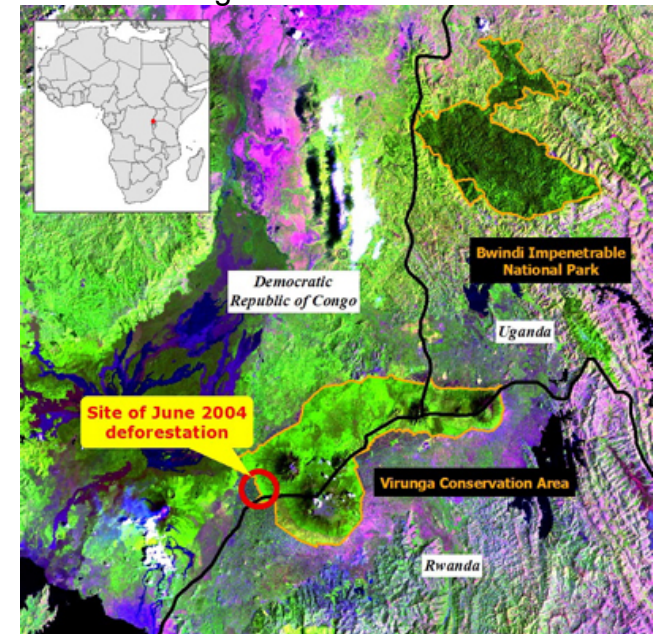 Bwindi Impenetrable
National Park
Democratic
Republic of Congo
Uganda
Site of June 2004
deforestation
Virunga Conservation Area
Rwanda